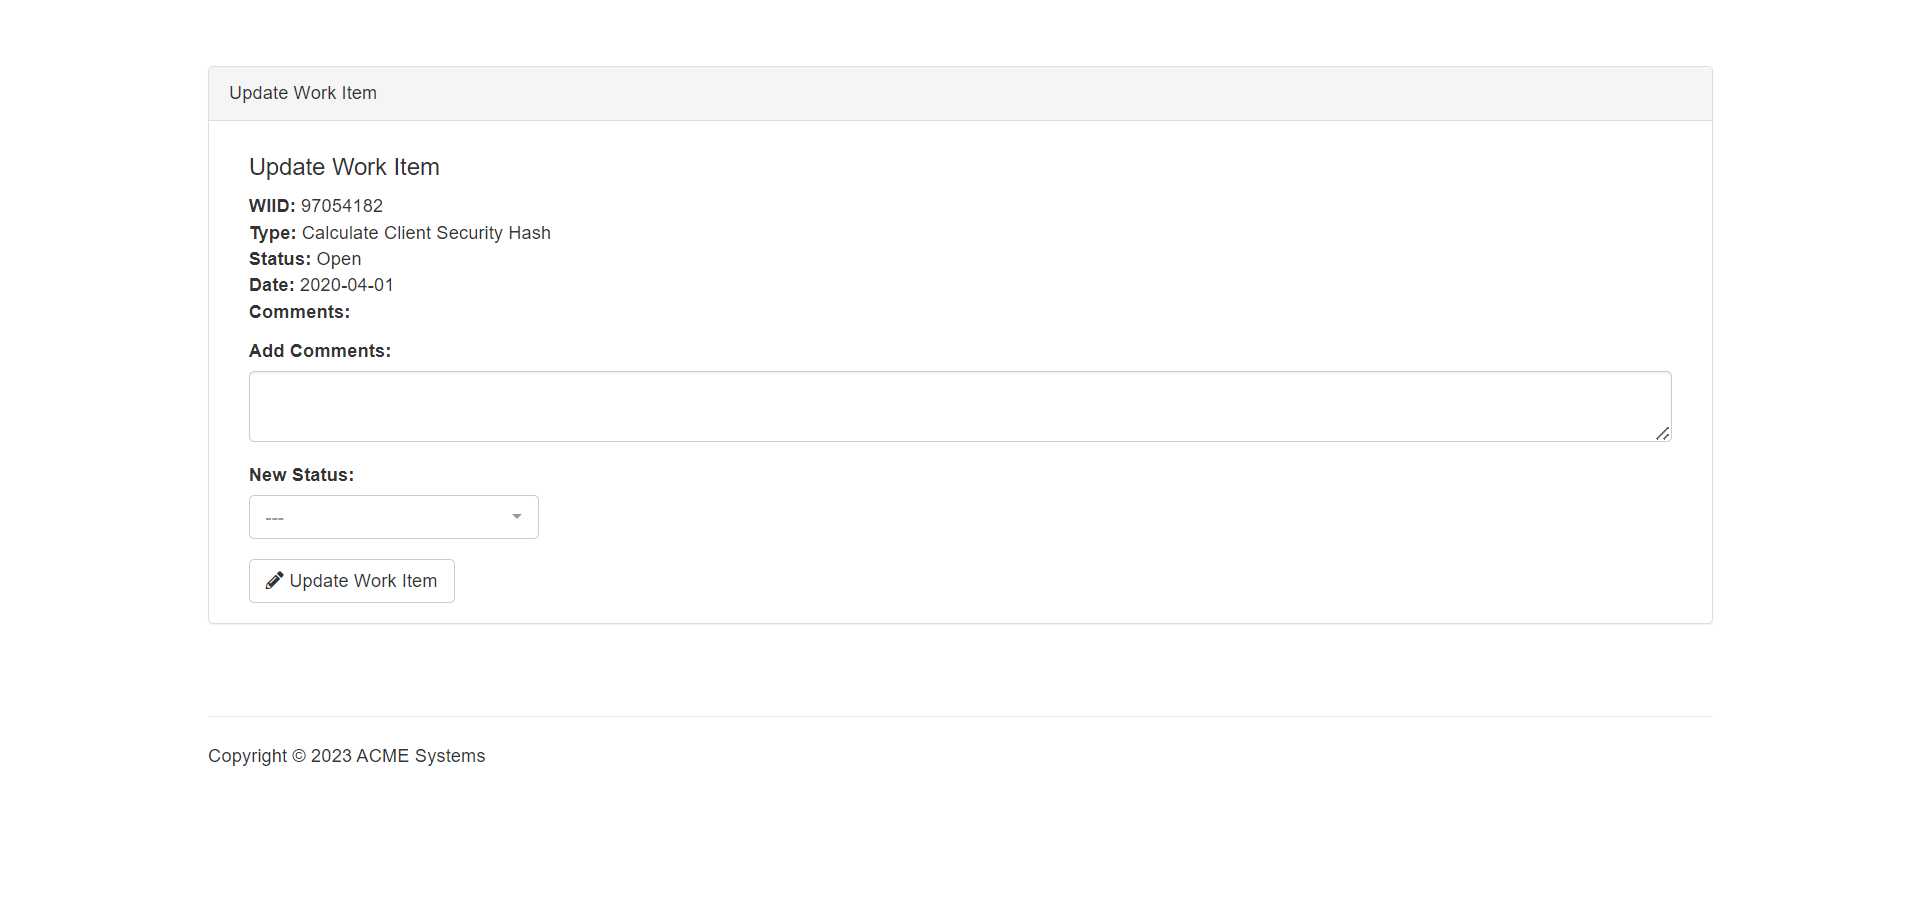 Update Work Item
Update Work Item
WIID: 97054182
Type: Calculate Client Security Hash
Status: Open
Date: 2020-04-01
Comments:
Add Comments:
New Status:
---
Update Work Item
Copyright © 2023 ACME Systems